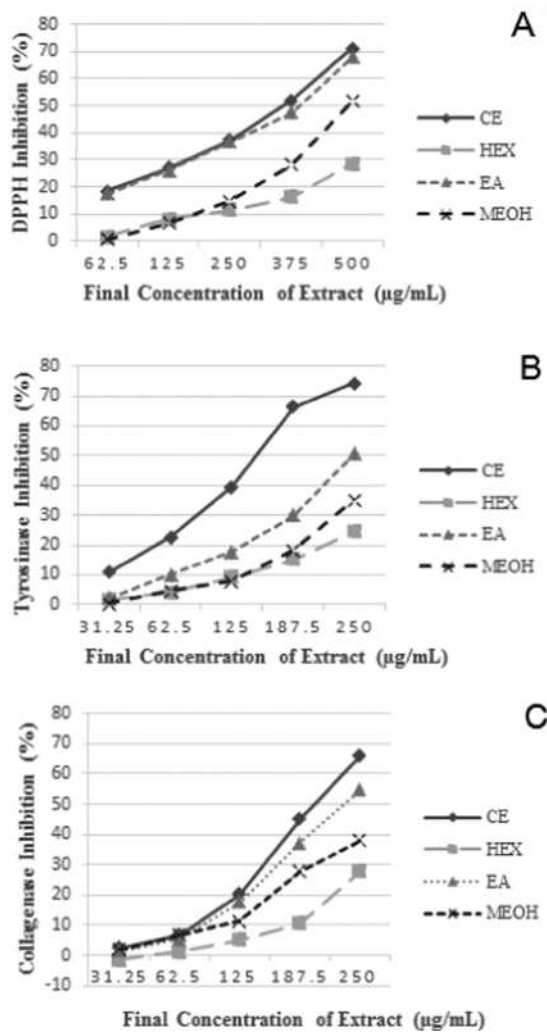 A
DPPH Inhibition (%)
80
70
60
50
40
30
20
10
0
62.5 125 250 375 500
Final Concentration of Extract (µg/mL)
CE
HEX
EA
MEOH
B
Tyrosinase Inhibition (%)
80
70
60
50
40
30
20
10
0
31.25 62.5 125 187.5 250
Final Concentration of Extract (µg/mL)
CE
HEX
EA
MEOH
C
Collagenase Inhibition (%)
80
70
60
50
40
30
20
10
0
-10
31.25 62.5 125 187.5 250
Final Concentration of Extract (µg/mL)
CE
HEX
EA
MEOH